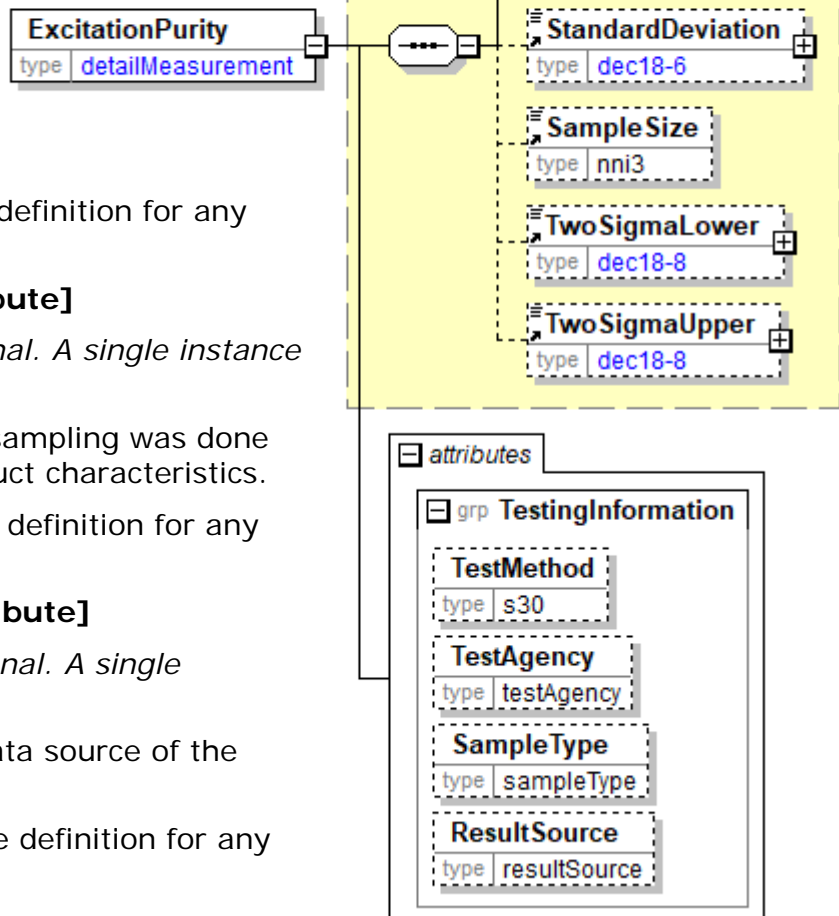 ExcitationPurity
type detailMeasurement
definition for any
bute]
nal. A single instance
sampling was done
uct characteristics.
definition for any
bute]
nal. A single
ata source of the
e definition for any
StandardDeviation
type dec18-6
SampleSize
type nni3
TwoSigmaLower
type dec18-8
TwoSigmaUpper
type dec18-8
attributes
grp TestingInformation
TestMethod
type s30
TestAgency
type testAgency
SampleType
type sampleType
ResultSource
type resultSource